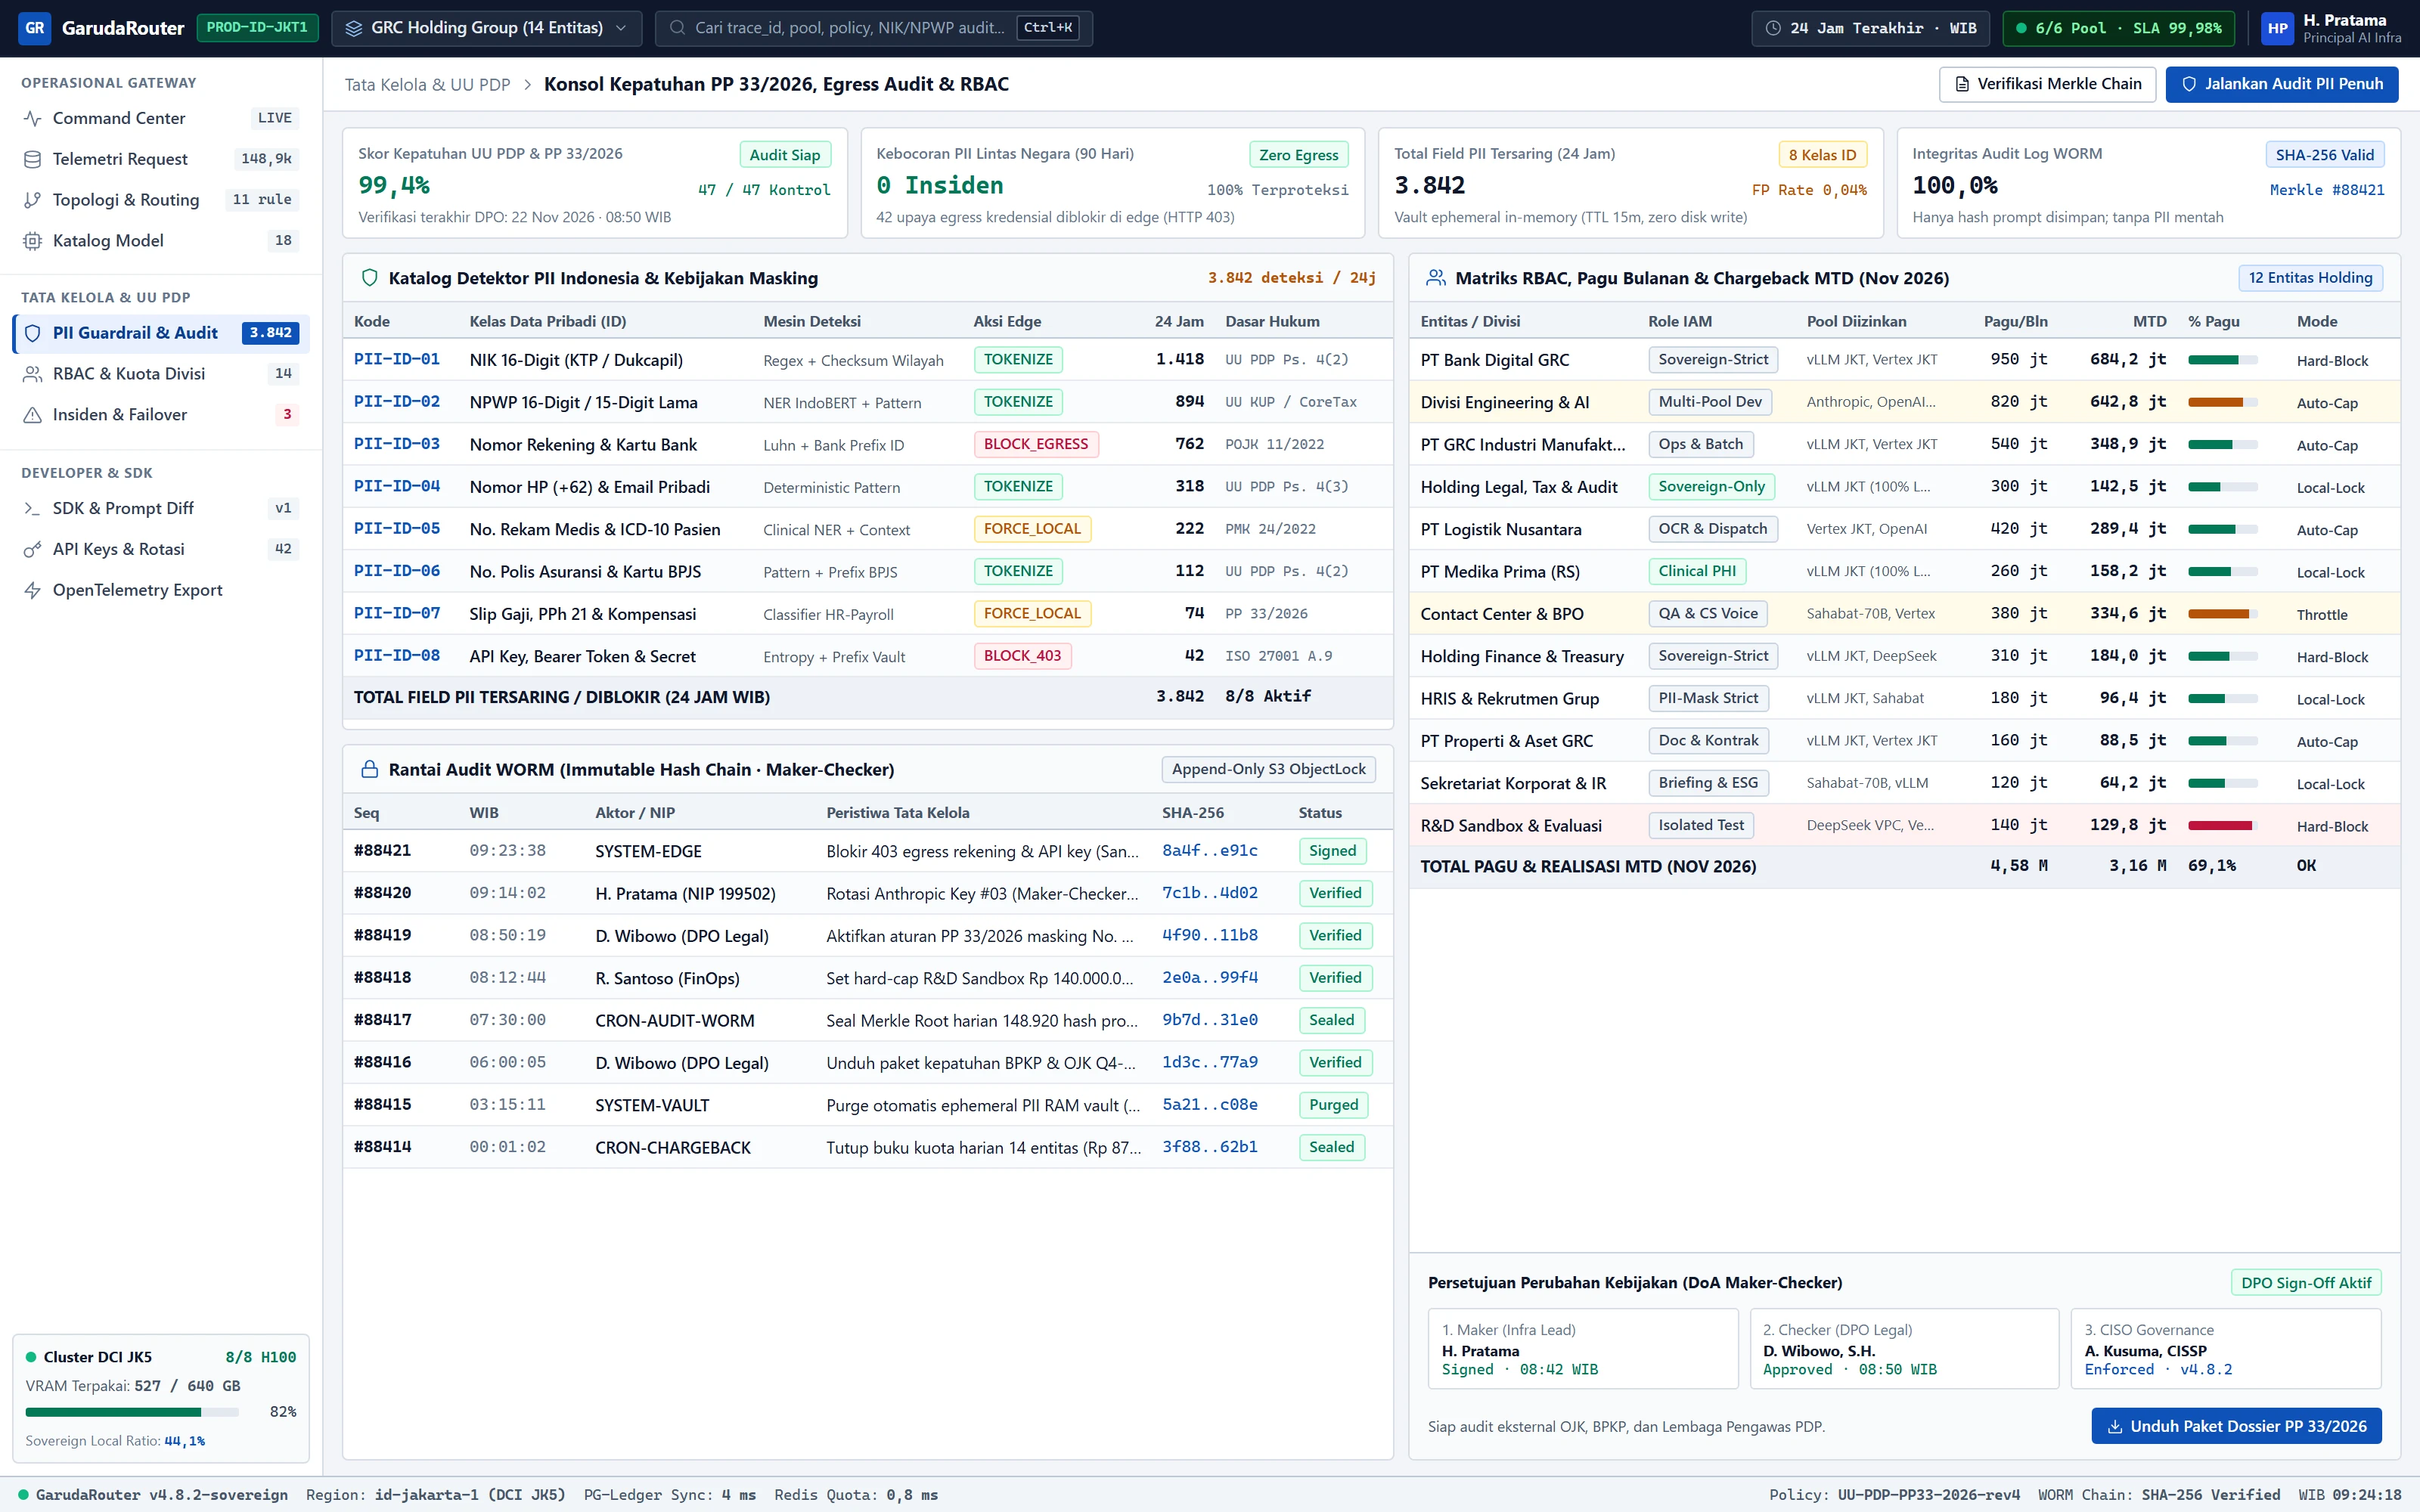 GR GarudaRouter PROD-ID-JKT1 GRC Holding Group (14 Entitas) Cari trace_id, pool, policy, NIK/NPWP audit... Ctrl+K 24 Jam Terakhir · WIB 6/6 Pool · SLA 99,98% HP H. Pratama
Principal AI Infra
OPERASIONAL GATEWAY
Command Center LIVE
Telemetri Request 148,9k
Topologi & Routing 11 rule
Katalog Model 18
TATA KELOLA & UU PDP
PII Guardrail & Audit 3.842
RBAC & Kuota Divisi 14
Insiden & Failover 3
DEVELOPER & SDK
SDK & Prompt Diff v1
API Keys & Rotasi 42
OpenTelemetry Export
Cluster DCI JK5 8/8 H100
VRAM Terpakai: 527 / 640 GB
82%
Sovereign Local Ratio: 44,1%
Tata Kelola & UU PDP > Konsol Kepatuhan PP 33/2026, Egress Audit & RBAC Verifikasi Merkle Chain Jalankan Audit PII Penuh
Skor Kepatuhan UU PDP & PP 33/2026 Audit Siap
99,4% 47 / 47 Kontrol
Verifikasi terakhir DPO: 22 Nov 2026 · 08:50 WIB
Kebocoran PII Lintas Negara (90 Hari) Zero Egress
0 Insiden 100% Terproteksi
42 upaya egress kredensial diblokir di edge (HTTP 403)
Total Field PII Tersaring (24 Jam) 8 Kelas ID
3.842 FP Rate 0,04%
Vault ephemeral in-memory (TTL 15m, zero disk write)
Integritas Audit Log WORM SHA-256 Valid
100,0% Merkle #88421
Hanya hash prompt disimpan; tanpa PII mentah
Katalog Detektor PII Indonesia & Kebijakan Masking 3.842 deteksi / 24j
Kode Kelas Data Pribadi (ID) Mesin Deteksi Aksi Edge 24 Jam Dasar Hukum
PII-ID-01 NIK 16-Digit (KTP / Dukcapil) Regex + Checksum Wilayah TOKENIZE 1.418 UU PDP Ps. 4(2)
PII-ID-02 NPWP 16-Digit / 15-Digit Lama NER IndoBERT + Pattern TOKENIZE 894 UU KUP / CoreTax
PII-ID-03 Nomor Rekening & Kartu Bank Luhn + Bank Prefix ID BLOCK_EGRESS 762 POJK 11/2022
PII-ID-04 Nomor HP (+62) & Email Pribadi Deterministic Pattern TOKENIZE 318 UU PDP Ps. 4(3)
PII-ID-05 No. Rekam Medis & ICD-10 Pasien Clinical NER + Context FORCE_LOCAL 222 PMK 24/2022
PII-ID-06 No. Polis Asuransi & Kartu BPJS Pattern + Prefix BPJS TOKENIZE 112 UU PDP Ps. 4(2)
PII-ID-07 Slip Gaji, PPh 21 & Kompensasi Classifier HR-Payroll FORCE_LOCAL 74 PP 33/2026
PII-ID-08 API Key, Bearer Token & Secret Entropy + Prefix Vault BLOCK_403 42 ISO 27001 A.9
TOTAL FIELD PII TERSARING / DIBLOKIR (24 JAM WIB) 3.842 8/8 Aktif
Rantai Audit WORM (Immutable Hash Chain · Maker-Checker) Append-Only S3 ObjectLock
Seq WIB Aktor / NIP Peristiwa Tata Kelola SHA-256 Status
#88421 09:23:38 SYSTEM-EDGE Blokir 403 egress rekening & API key (San... 8a4f..e91c Signed
#88420 09:14:02 H. Pratama (NIP 199502) Rotasi Anthropic Key #03 (Maker-Checker... 7c1b..4d02 Verified
#88419 08:50:19 D. Wibowo (DPO Legal) Aktifkan aturan PP 33/2026 masking No. ... 4f90..11b8 Verified
#88418 08:12:44 R. Santoso (FinOps) Set hard-cap R&D Sandbox Rp 140.000.0... 2e0a..99f4 Verified
#88417 07:30:00 CRON-AUDIT-WORM Seal Merkle Root harian 148.920 hash pro... 9b7d..31e0 Sealed
#88416 06:00:05 D. Wibowo (DPO Legal) Unduh paket kepatuhan BPKP & OJK Q4-... 1d3c..77a9 Verified
#88415 03:15:11 SYSTEM-VAULT Purge otomatis ephemeral PII RAM vault (... 5a21..c08e Purged
#88414 00:01:02 CRON-CHARGEBACK Tutup buku kuota harian 14 entitas (Rp 87... 3f88..62b1 Sealed
Matriks RBAC, Pagu Bulanan & Chargeback MTD (Nov 2026) 12 Entitas Holding
Entitas / Divisi Role IAM Pool Diizinkan Pagu/Bln MTD % Pagu Mode
PT Bank Digital GRC Sovereign-Strict vLLM JKT, Vertex JKT 950 jt 684,2 jt Hard-Block
Divisi Engineering & AI Multi-Pool Dev Anthropic, OpenAI... 820 jt 642,8 jt Auto-Cap
PT GRC Industri Manufakt... Ops & Batch vLLM JKT, Vertex JKT 540 jt 348,9 jt Auto-Cap
Holding Legal, Tax & Audit Sovereign-Only vLLM JKT (100% L... 300 jt 142,5 jt Local-Lock
PT Logistik Nusantara OCR & Dispatch Vertex JKT, OpenAI 420 jt 289,4 jt Auto-Cap
PT Medika Prima (RS) Clinical PHI vLLM JKT (100% L... 260 jt 158,2 jt Local-Lock
Contact Center & BPO QA & CS Voice Sahabat-70B, Vertex 380 jt 334,6 jt Throttle
Holding Finance & Treasury Sovereign-Strict vLLM JKT, DeepSeek 310 jt 184,0 jt Hard-Block
HRIS & Rekrutmen Grup PII-Mask Strict vLLM JKT, Sahabat 180 jt 96,4 jt Local-Lock
PT Properti & Aset GRC Doc & Kontrak vLLM JKT, Vertex JKT 160 jt 88,5 jt Auto-Cap
Sekretariat Korporat & IR Briefing & ESG Sahabat-70B, vLLM 120 jt 64,2 jt Local-Lock
R&D Sandbox & Evaluasi Isolated Test DeepSeek VPC, Ve... 140 jt 129,8 jt Hard-Block
TOTAL PAGU & REALISASI MTD (NOV 2026) 4,58 M 3,16 M 69,1% OK
Persetujuan Perubahan Kebijakan (DoA Maker-Checker) DPO Sign-Off Aktif
1. Maker (Infra Lead)
H. Pratama
Signed · 08:42 WIB
2. Checker (DPO Legal)
D. Wibowo, S.H.
Approved · 08:50 WIB
3. CISO Governance
A. Kusuma, CISSP
Enforced · v4.8.2
Siap audit eksternal OJK, BPKP, dan Lembaga Pengawas PDP. Unduh Paket Dossier PP 33/2026
GarudaRouter v4.8.2-sovereign Region: id-jakarta-1 (DCI JK5) PG-Ledger Sync: 4 ms Redis Quota: 0,8 ms Policy: UU-PDP-PP33-2026-rev4 WORM Chain: SHA-256 Verified WIB 09:24:18